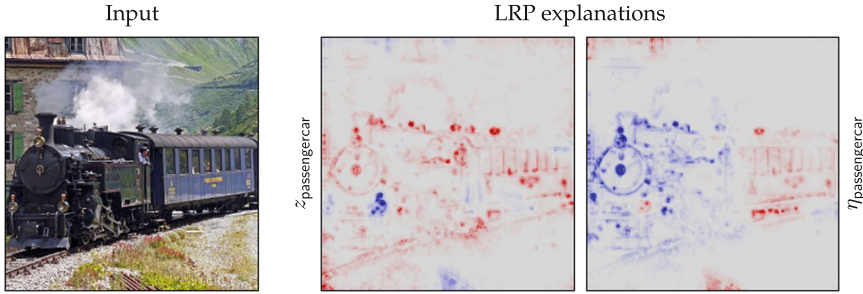 Input
LRP explanations
z_passengercar
η_passengercar